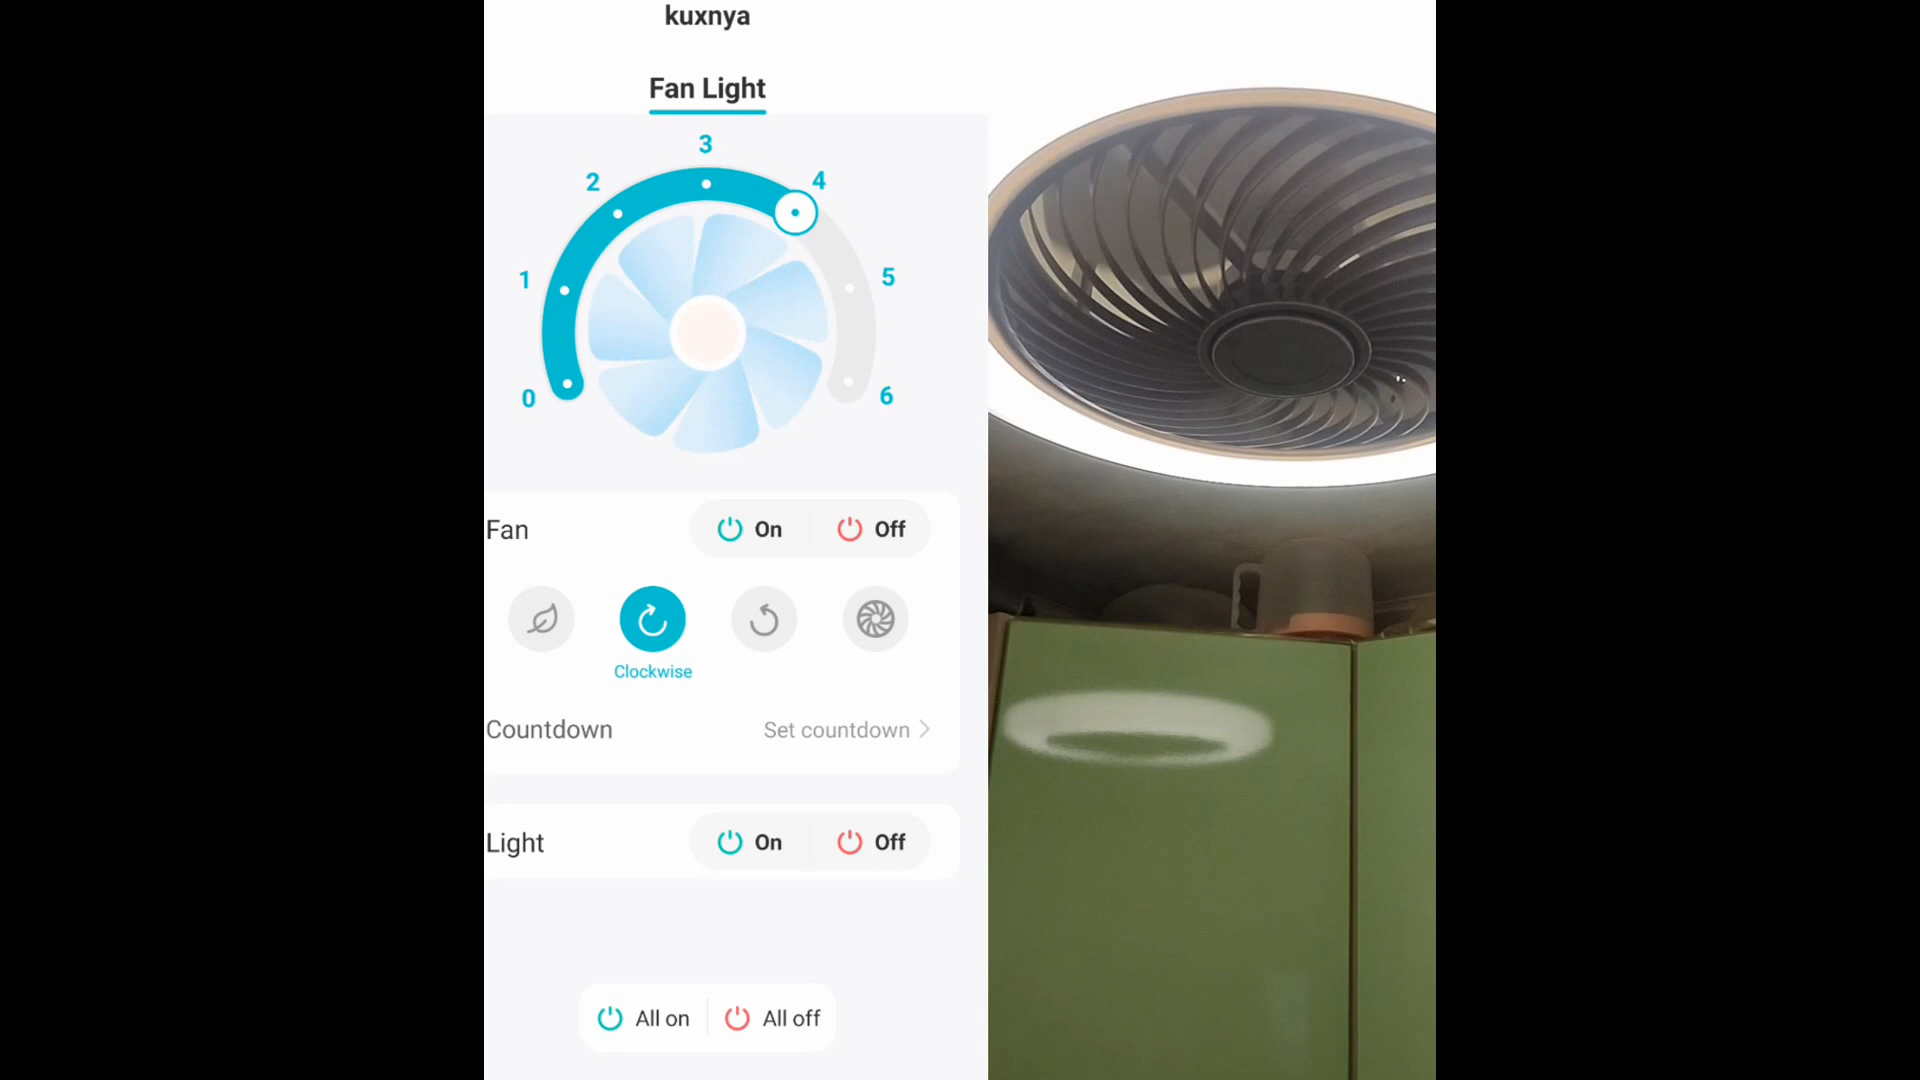 kuxnya
Fan Light
3
2
4
1
5
0
6
Fan
On
Off
Clockwise
Countdown
Set countdown
Light
On
Off
All on
All off